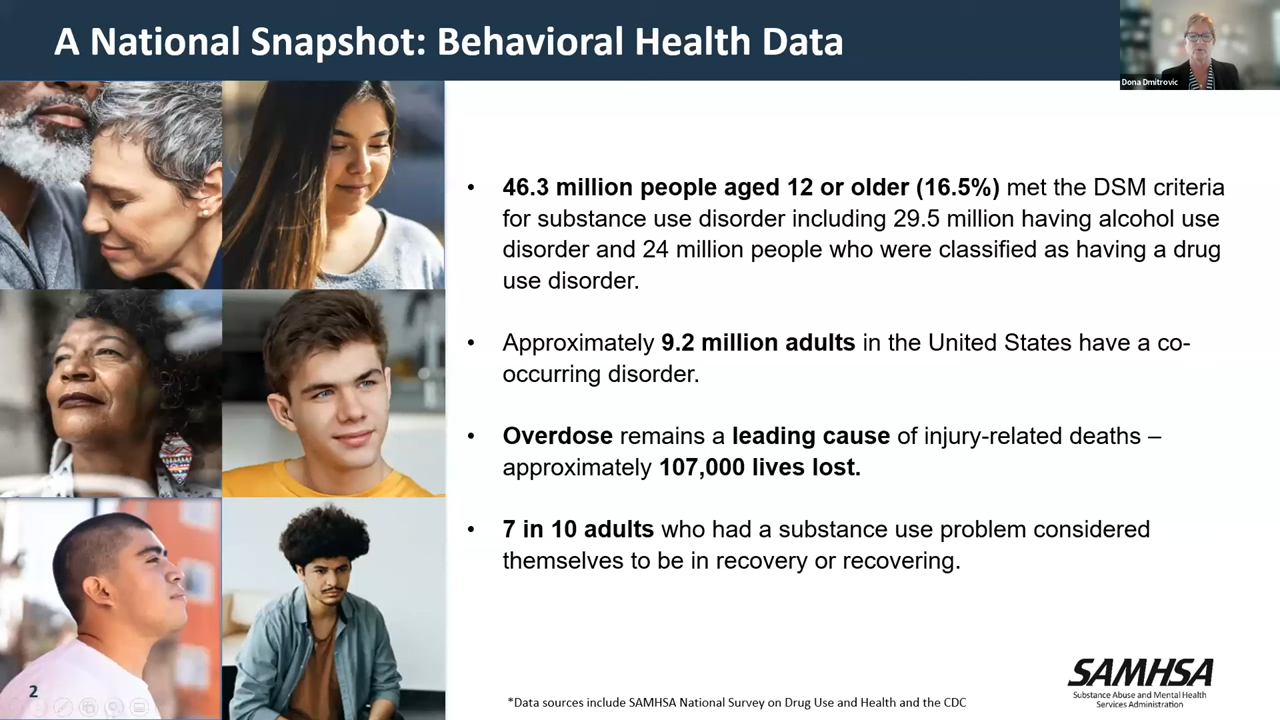 A National Snapshot: Behavioral Health Data
Dona Dmitrovic
• 46.3 million people aged 12 or older (16.5%) met the DSM criteria
for substance use disorder including 29.5 million having alcohol use
disorder and 24 million people who were classified as having a drug
use disorder.
• Approximately 9.2 million adults in the United States have a co-
occurring disorder.
• Overdose remains a leading cause of injury-related deaths –
approximately 107,000 lives lost.
• 7 in 10 adults who had a substance use problem considered
themselves to be in recovery or recovering.
SAMHSA
Substance Abuse and Mental Health
Services Administration
2
*Data sources include SAMHSA National Survey on Drug Use and Health and the CDC